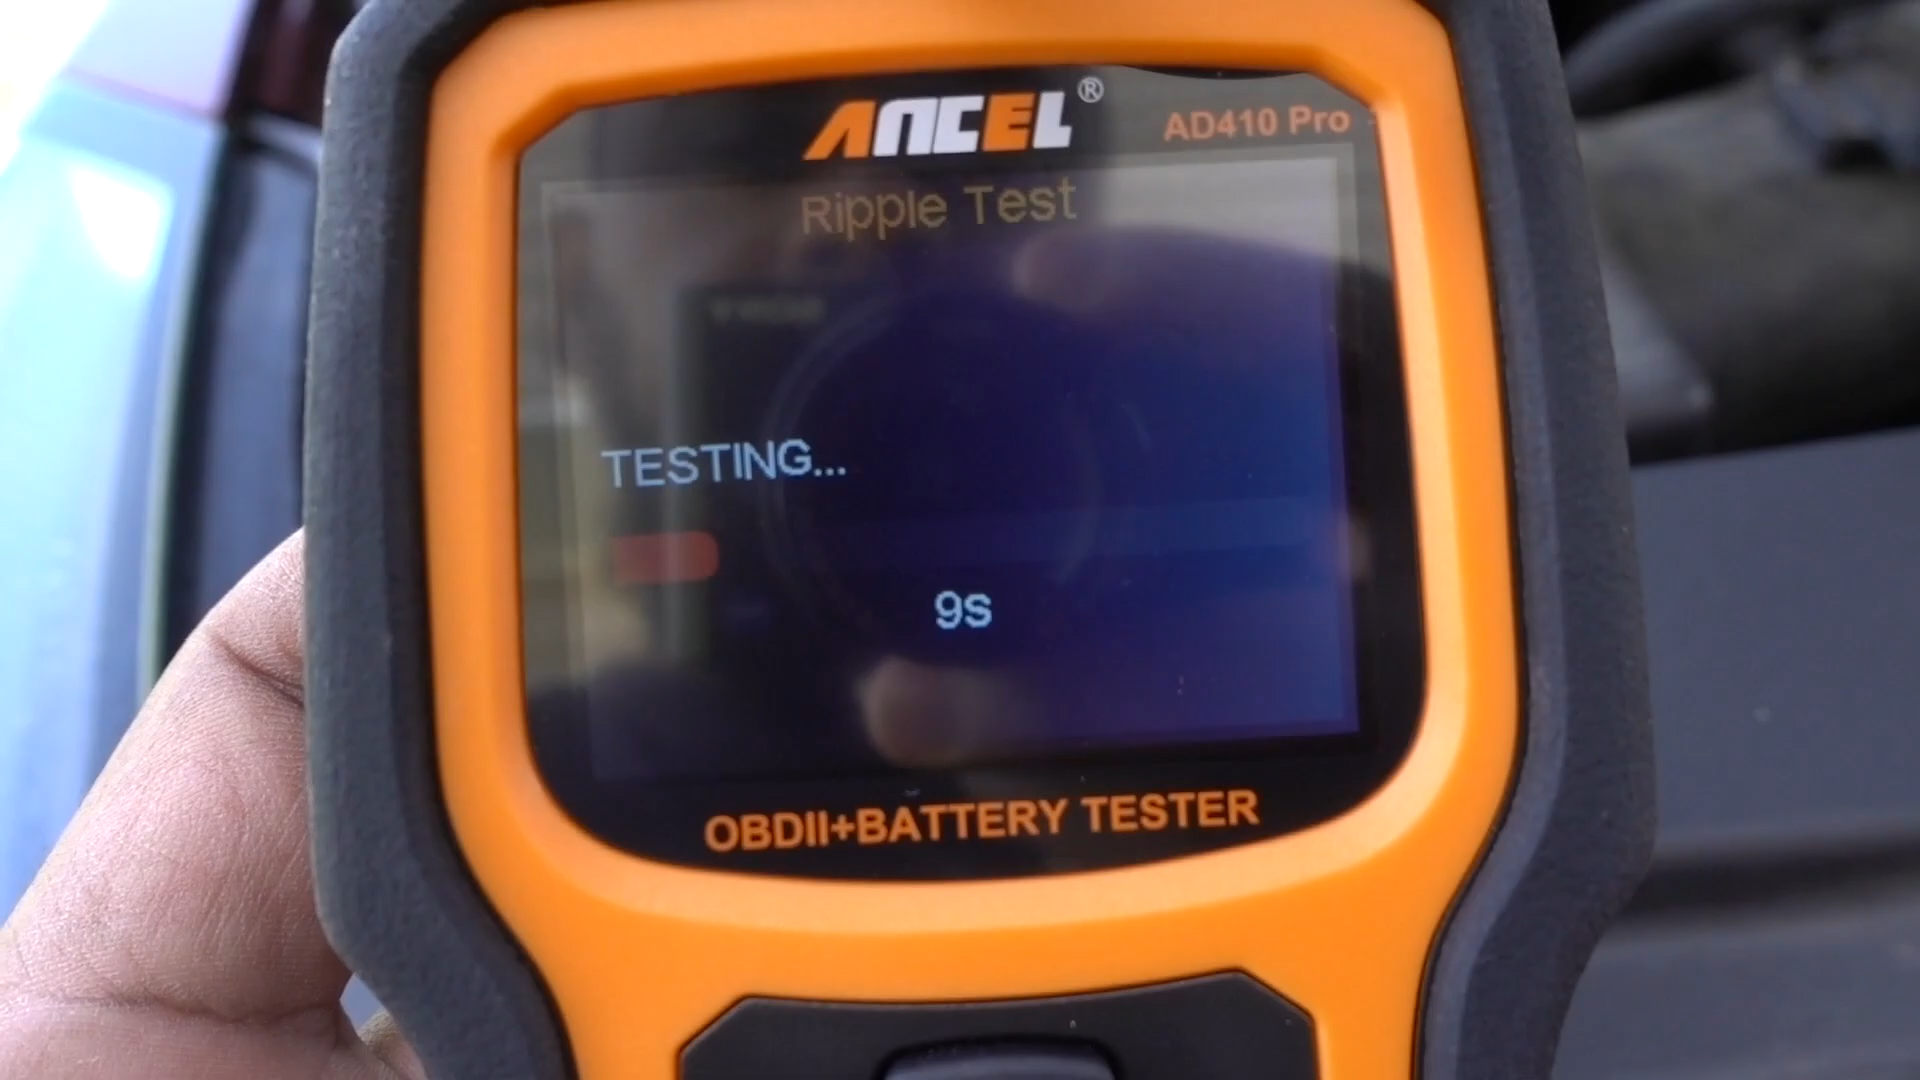 ANCEL®
AD410 Pro
Ripple Test
TESTING...
9s
OBDII+BATTERY TESTER